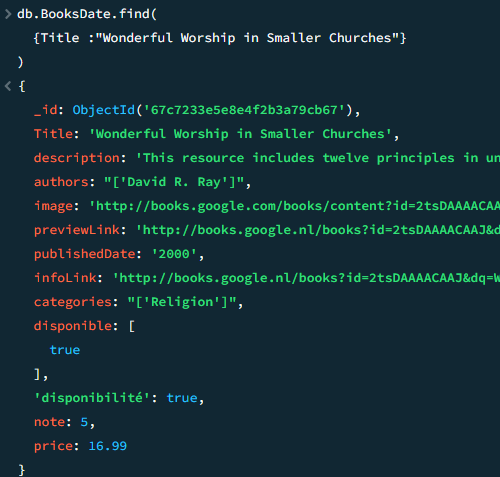 > db.BooksDate.find(
{Title :"Wonderful Worship in Smaller Churches"}
)
< {
_id: ObjectId('67c7233e5e8e4f2b3a79cb67'),
Title: 'Wonderful Worship in Smaller Churches',
description: 'This resource includes twelve principles in un
authors: "['David R. Ray']",
image: 'http://books.google.com/books/content?id=2tsDAAAACAA
previewLink: 'http://books.google.nl/books?id=2tsDAAAACAAJ&d
publishedDate: '2000',
infoLink: 'http://books.google.nl/books?id=2tsDAAAACAAJ&dq=W
categories: "['Religion']",
disponible: [
true
],
'disponibilité': true,
note: 5,
price: 16.99
}